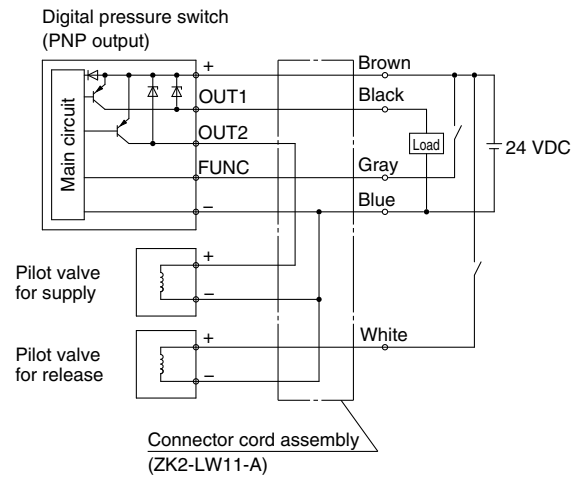 Digital pressure switch
(PNP output)
Main circuit
+
OUT1
OUT2
FUNC
−
Brown
Black
Gray
Blue
Load
24 VDC
Pilot valve
for supply
+
−
Pilot valve
for release
+
−
White
Connector cord assembly
(ZK2-LW11-A)